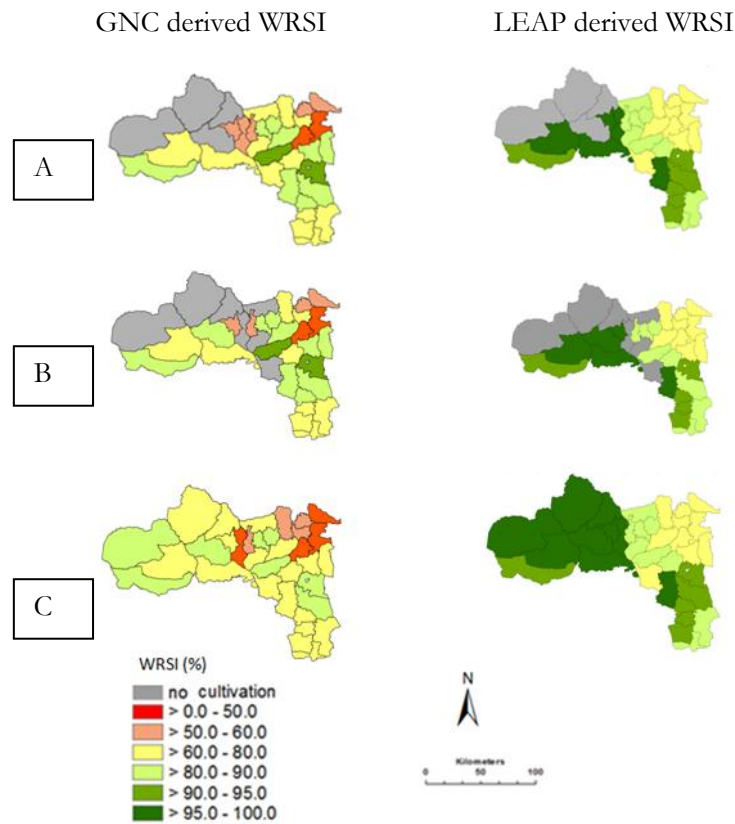 GNC derived WRSI
LEAP derived WRSI
A
B
C
WRSI (%)
no cultivation
> 0.0 - 50.0
> 50.0 - 60.0
> 60.0 - 80.0
> 80.0 - 90.0
> 90.0 - 95.0
> 95.0 - 100.0
N
Kilometers
0 50 100